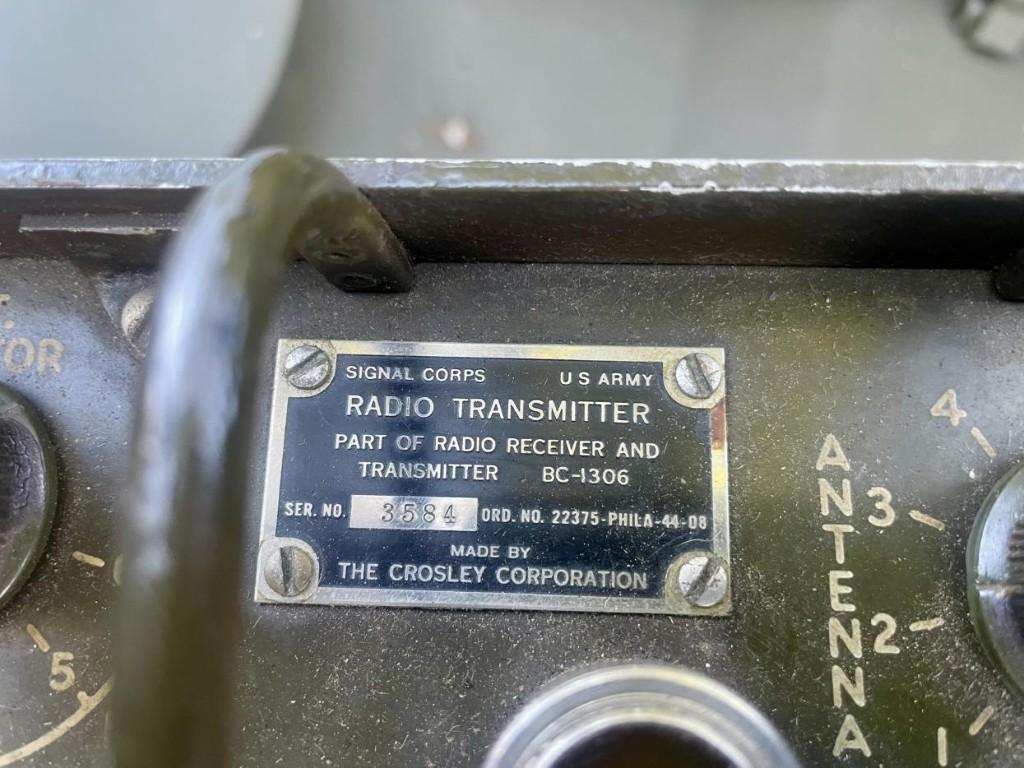 T.
TOR
SIGNAL CORPS U S ARMY
RADIO TRANSMITTER
PART OF RADIO RECEIVER AND
TRANSMITTER BC-1306
SER. NO. 3584 ORD. NO. 22375-PHILA-44-08
MADE BY
THE CROSLEY CORPORATION
ANTENNA
4
3
2
1
5